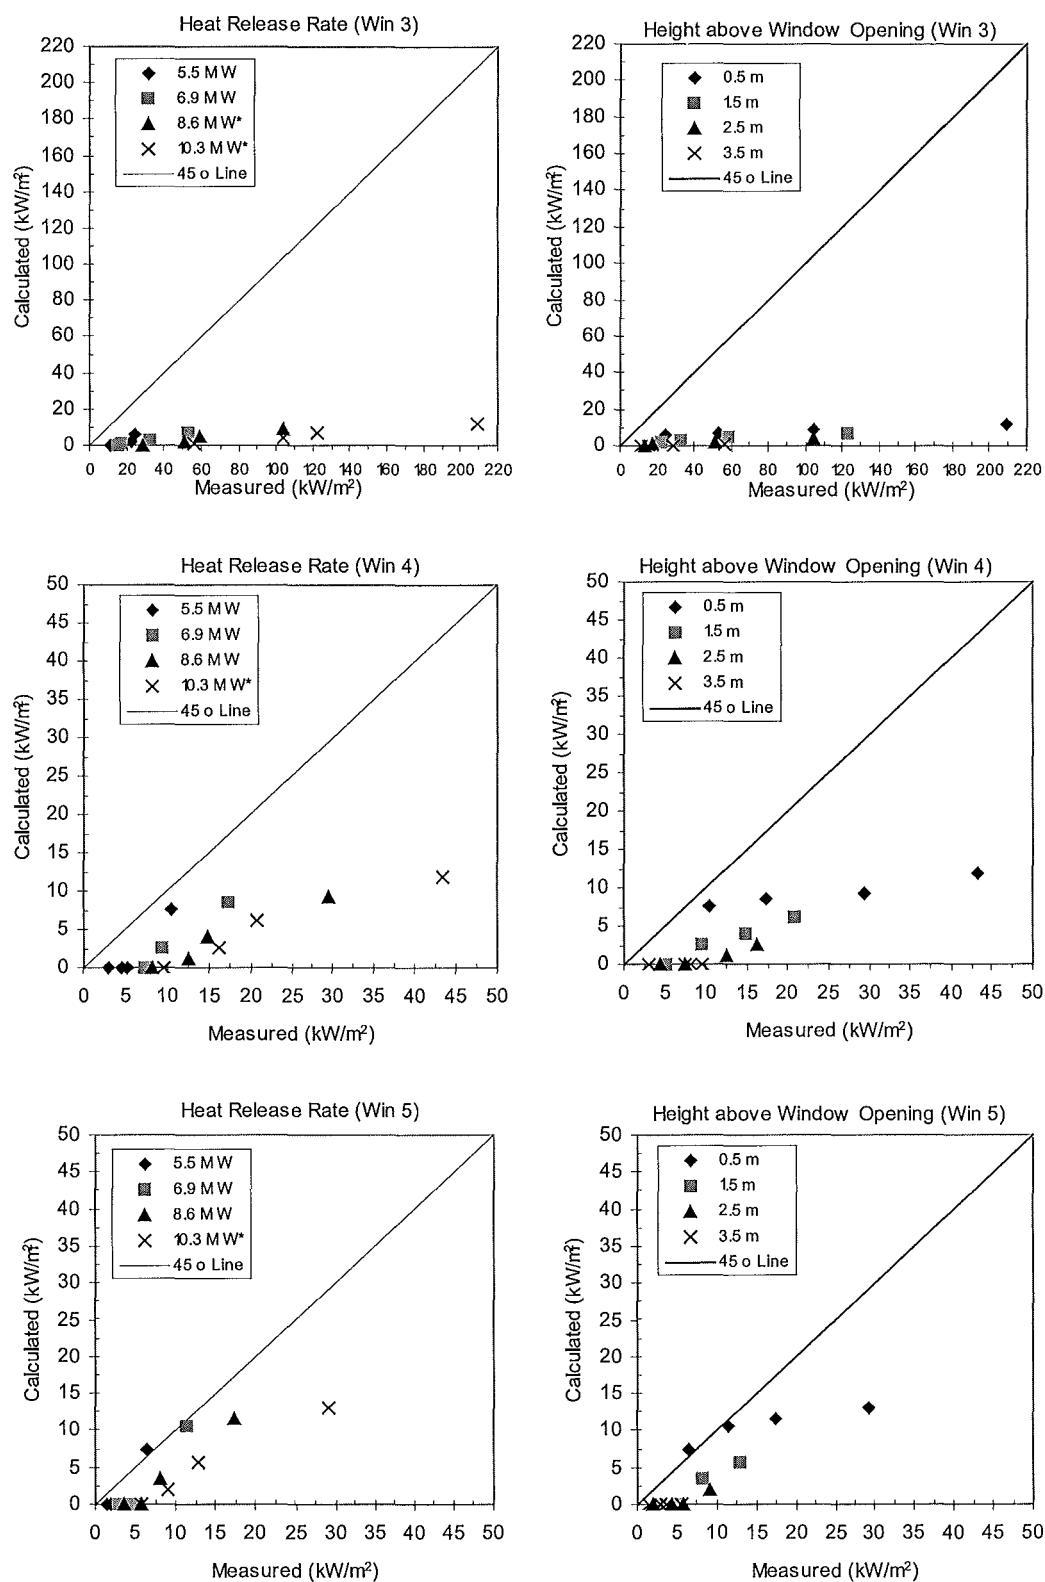 Heat Release Rate (Win 3)
220
200
180
160
140
120
100
80
60
40
20
0
Calculated (kW/m²)
5.5 MW
6.9 MW
8.6 MW*
10.3 MW*
45 o Line
0 20 40 60 80 100 120 140 160 180 200 220
Measured (kW/m²)
Height above Window Opening (Win 3)
220
200
180
160
140
120
100
80
60
40
20
0
Calculated (kW/m²)
0.5 m
1.5 m
2.5 m
3.5 m
45 o Line
0 20 40 60 80 100 120 140 160 180 200 220
Measured (kW/m²)
Heat Release Rate (Win 4)
50
45
40
35
30
25
20
15
10
5
0
Calculated (kW/m²)
5.5 MW
6.9 MW
8.6 MW
10.3 MW*
45 o Line
0 5 10 15 20 25 30 35 40 45 50
Measured (kW/m²)
Height above Window Opening (Win 4)
50
45
40
35
30
25
20
15
10
5
0
Calculated (kW/m²)
0.5 m
1.5 m
2.5 m
3.5 m
45 o Line
0 5 10 15 20 25 30 35 40 45 50
Measured (kW/m²)
Heat Release Rate (Win 5)
50
45
40
35
30
25
20
15
10
5
0
Calculated (kW/m²)
5.5 MW
6.9 MW
8.6 MW
10.3 MW*
45 o Line
0 5 10 15 20 25 30 35 40 45 50
Measured (kW/m²)
Height above Window Opening (Win 5)
50
45
40
35
30
25
20
15
10
5
0
Calculated (kW/m²)
0.5 m
1.5 m
2.5 m
3.5 m
45 o Line
0 5 10 15 20 25 30 35 40 45 50
Measured (kW/m²)